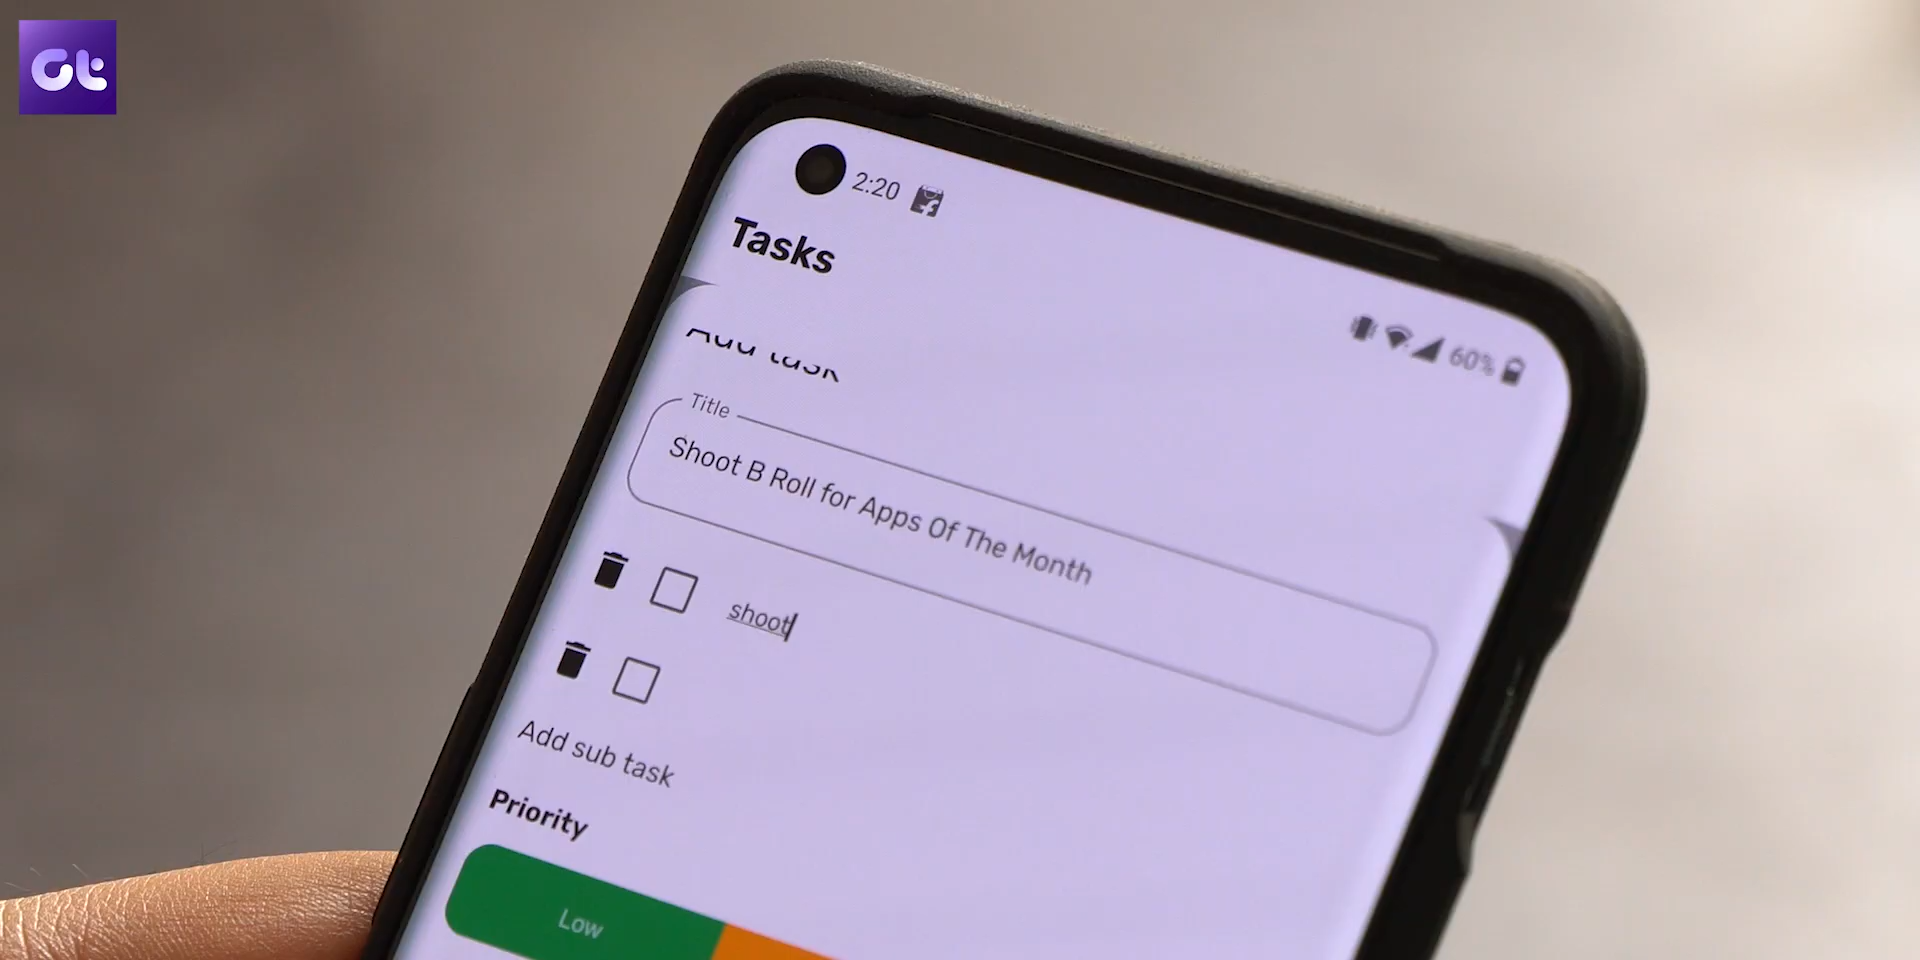 Gt
2:20
60%
Tasks
Add task
Title
Shoot B Roll for Apps Of The Month
shoot
Add sub task
Priority
Low